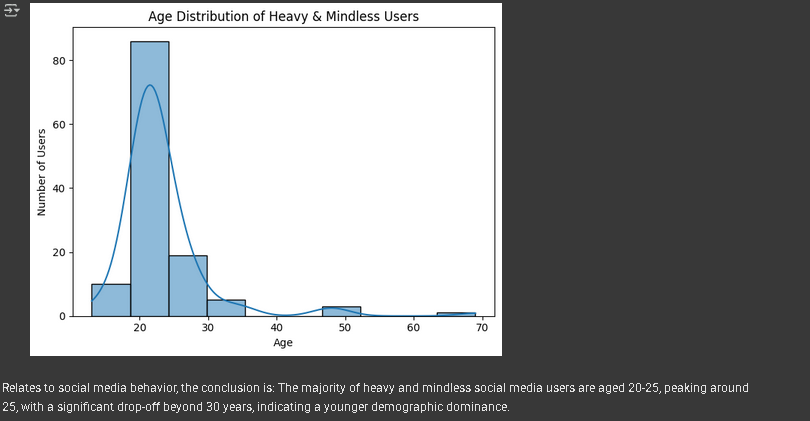 Age Distribution of Heavy & Mindless Users
Number of Users
80
60
40
20
0
20 30 40 50 60 70
Age
Relates to social media behavior, the conclusion is: The majority of heavy and mindless social media users are aged 20-25, peaking around
25, with a significant drop-off beyond 30 years, indicating a younger demographic dominance.